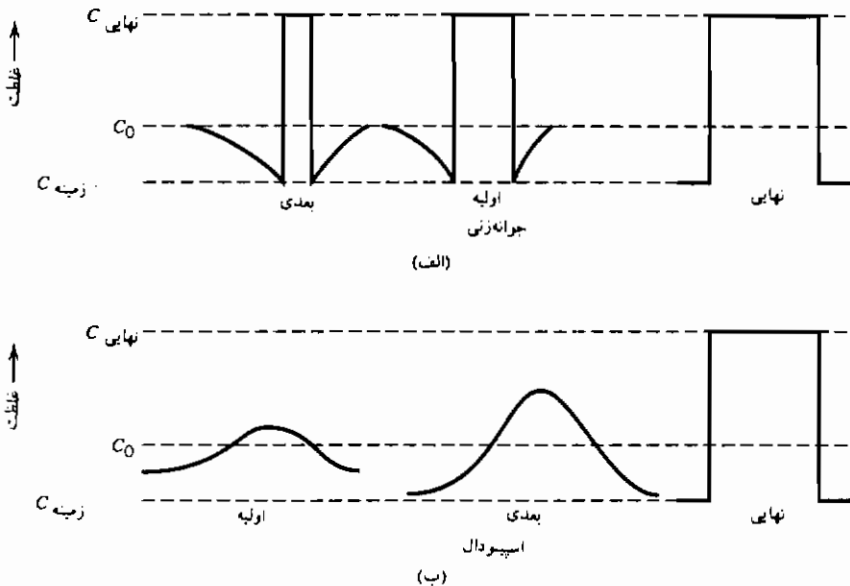 C نهایی
غلظت
C₀
C زمینه
بعدی
اولیه
نهایی
جوانه‌زنی
(الف)
C نهایی
غلظت
C₀
C زمینه
اولیه
بعدی
نهایی
اسپینودال
(ب)